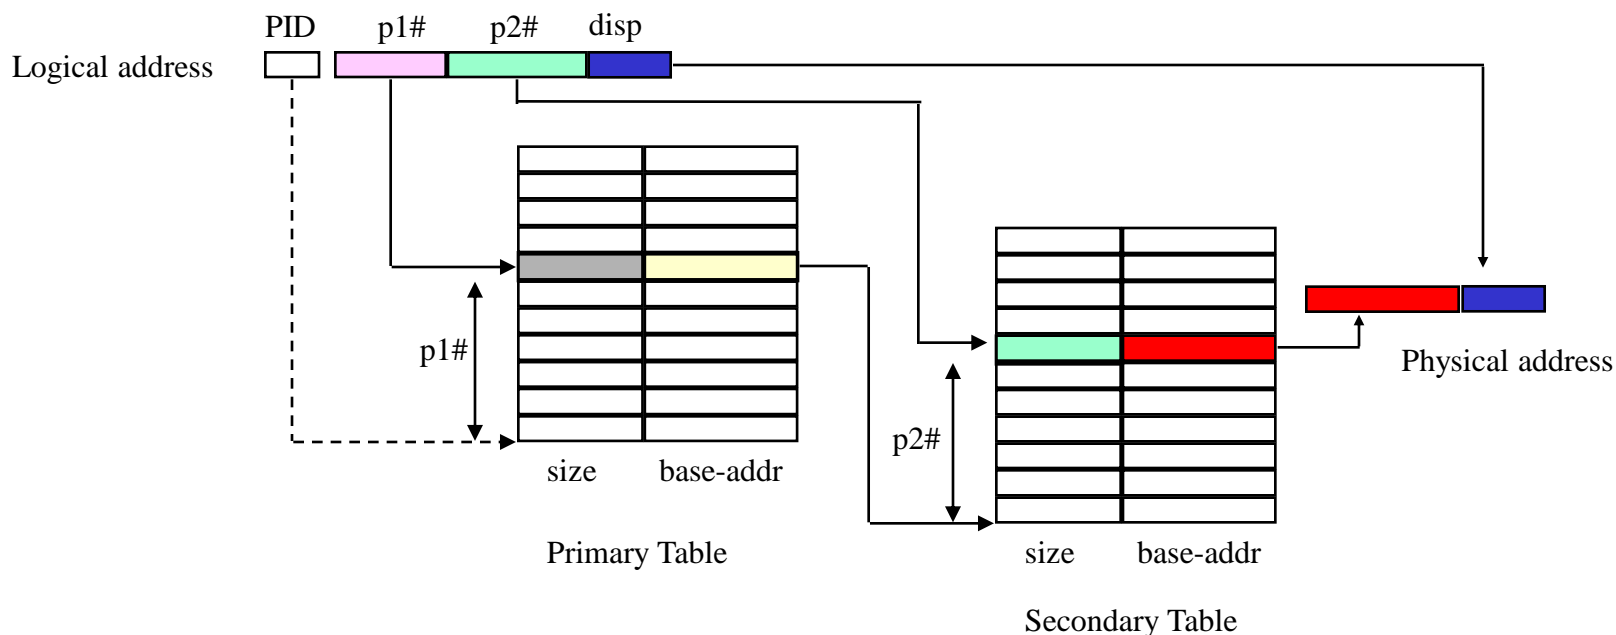 PID p1# p2# disp
Logical address
p1#
p2#
Physical address
size base-addr
Primary Table
size base-addr
Secondary Table